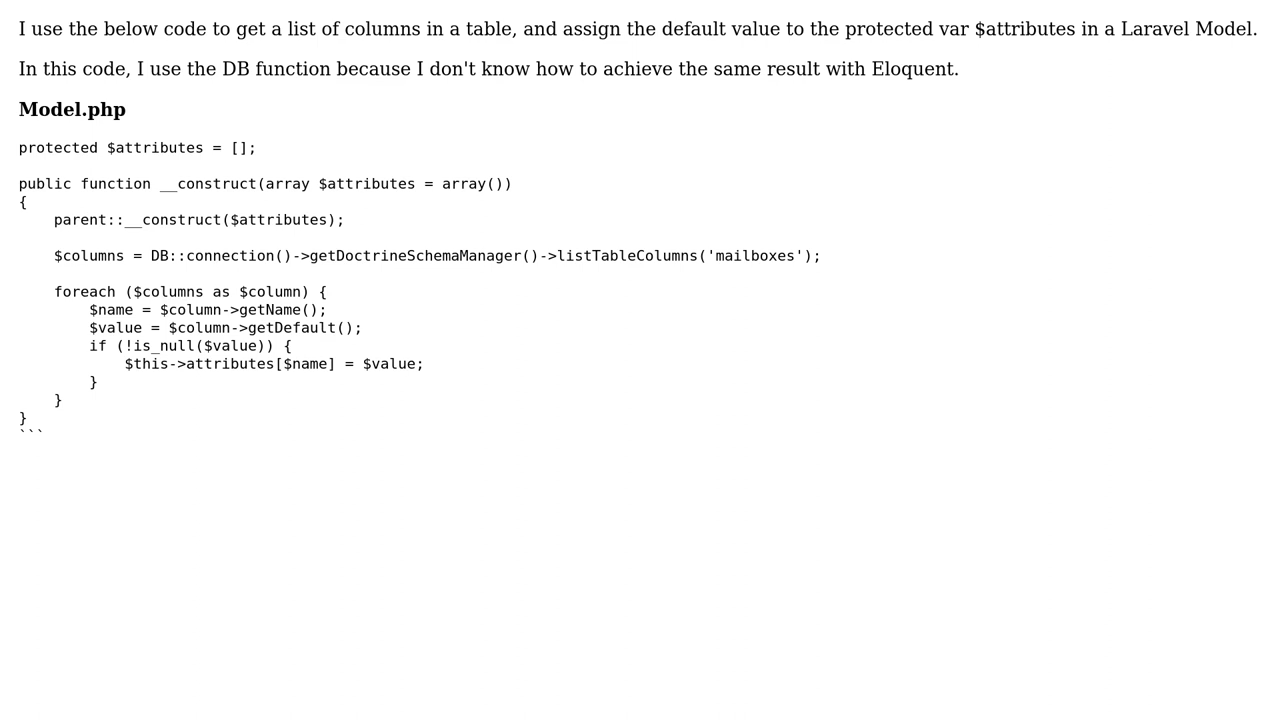 I use the below code to get a list of columns in a table, and assign the default value to the protected var $attributes in a Laravel Model.
In this code, I use the DB function because I don't know how to achieve the same result with Eloquent.
Model.php
protected $attributes = [];
public function __construct(array $attributes = array())
{
    parent::__construct($attributes);
    $columns = DB::connection()->getDoctrineSchemaManager()->listTableColumns('mailboxes');
    foreach ($columns as $column) {
        $name = $column->getName();
        $value = $column->getDefault();
        if (!is_null($value)) {
            $this->attributes[$name] = $value;
        }
    }
}
```